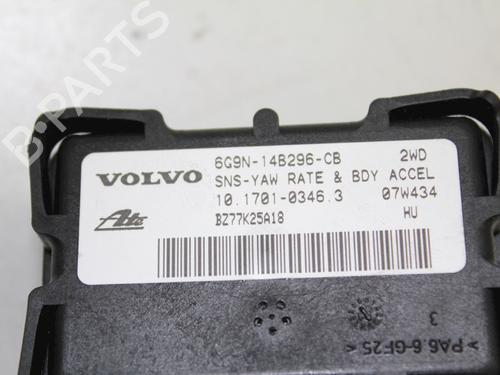 B-PARTS
VOLVO
6G9N-14B296-CB 2WD
SNS-YAW RATE & BDY ACCEL
10.1701-0346.3 07W434
Ate
BZ77K25A18 HU
3
>PA6.6-GF25<